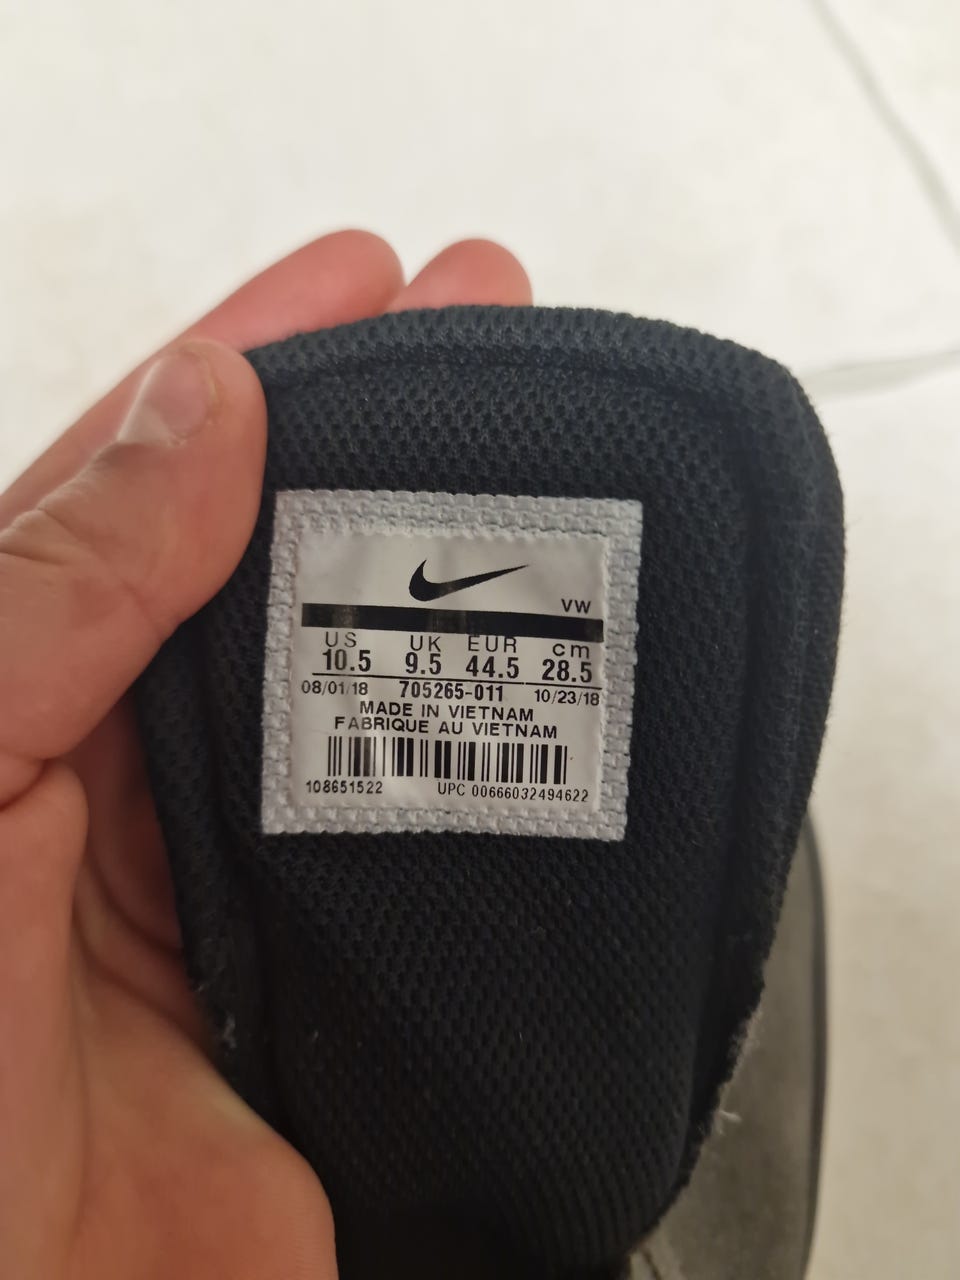 VW
US UK EUR cm
10.5 9.5 44.5 28.5
08/01/18 705265-011 10/23/18
MADE IN VIETNAM
FABRIQUE AU VIETNAM
108651522 UPC 00666032494622